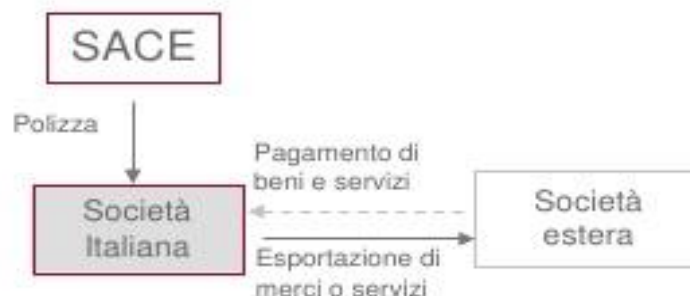 SACE
Polizza
Pagamento di
beni e servizi
Società
Italiana
Società
estera
Esportazione di
merci o servizi